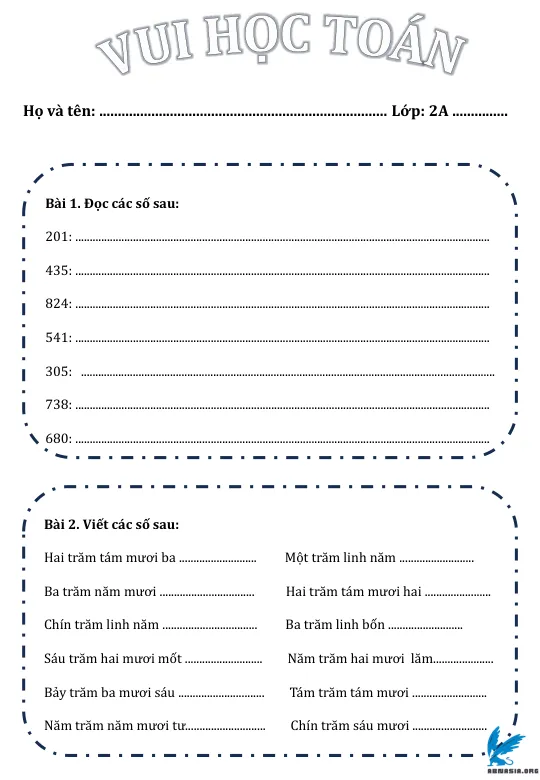 VUI HỌC TOÁN
Họ và tên: ............................................................................. Lớp: 2A ...............
Bài 1. Đọc các số sau:
201: ................................................................................................................................
435: ................................................................................................................................
824: ................................................................................................................................
541: ................................................................................................................................
305: ................................................................................................................................
738: ................................................................................................................................
680: ................................................................................................................................
Bài 2. Viết các số sau:
Hai trăm tám mươi ba .......................... Một trăm linh năm .........................
Ba trăm năm mươi ................................ Hai trăm tám mươi hai ......................
Chín trăm linh năm ................................ Ba trăm linh bốn .........................
Sáu trăm hai mươi mốt .......................... Năm trăm hai mươi lăm.....................
Bảy trăm ba mươi sáu ............................. Tám trăm tám mươi .........................
Năm trăm năm mươi tư........................... Chín trăm sáu mươi .........................
ABMASIA.ORG